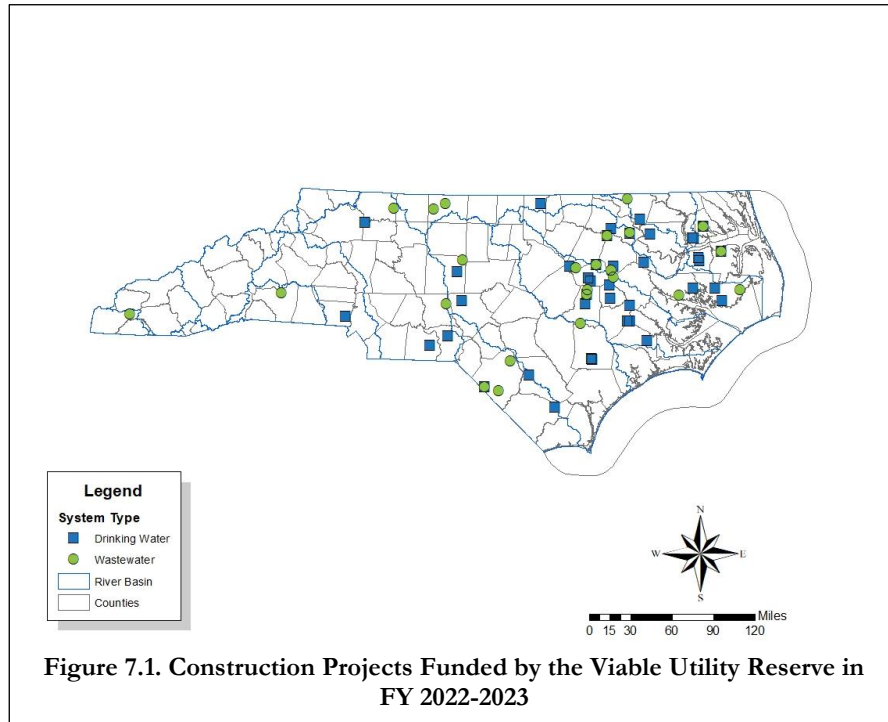 Legend
System Type
Drinking Water
Wastewater
River Basin
Counties
N
W E
S
Miles
0 15 30 60 90 120
Figure 7.1. Construction Projects Funded by the Viable Utility Reserve in
FY 2022-2023